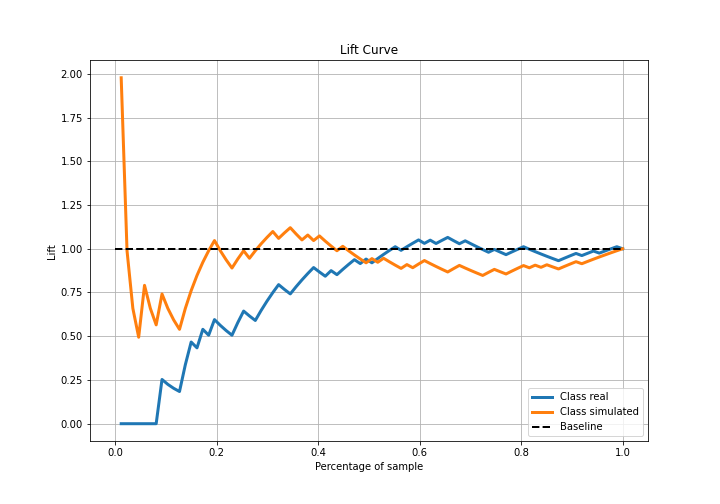 Lift Curve
2.00
1.75
1.50
1.25
1.00
0.75
0.50
0.25
0.00
Lift
0.0 0.2 0.4 0.6 0.8 1.0
Percentage of sample
Class real
Class simulated
Baseline